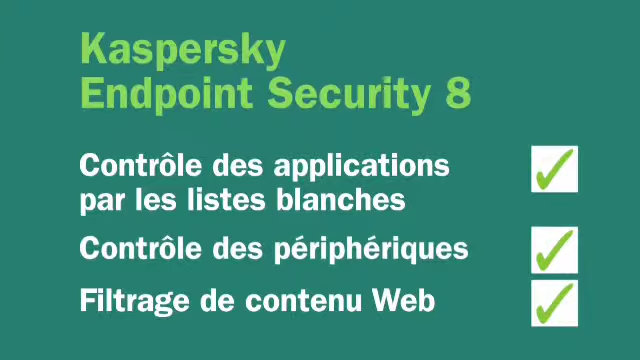 Kaspersky
Endpoint Security 8
Contrôle des applications
par les listes blanches
Contrôle des périphériques
Filtrage de contenu Web